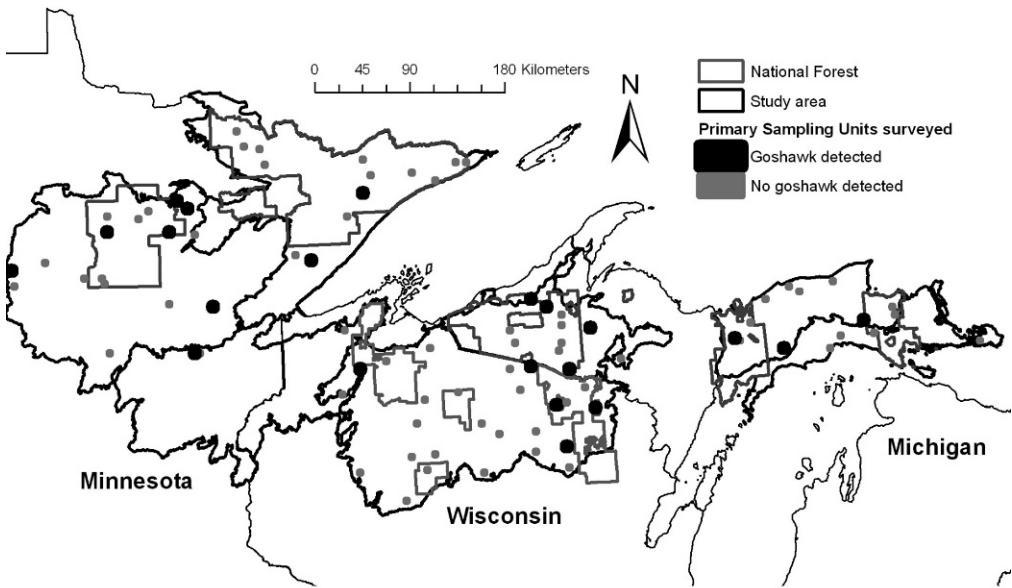 0 45 90 180 Kilometers
N
National Forest
Study area
Primary Sampling Units surveyed
Goshawk detected
No goshawk detected
Minnesota
Wisconsin
Michigan